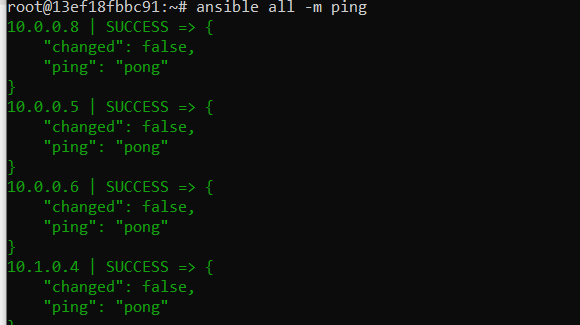 root@13ef18fbbc91:~# ansible all -m ping
10.0.0.8 | SUCCESS => {
    "changed": false,
    "ping": "pong"
}
10.0.0.5 | SUCCESS => {
    "changed": false,
    "ping": "pong"
}
10.0.0.6 | SUCCESS => {
    "changed": false,
    "ping": "pong"
}
10.1.0.4 | SUCCESS => {
    "changed": false,
    "ping": "pong"
}